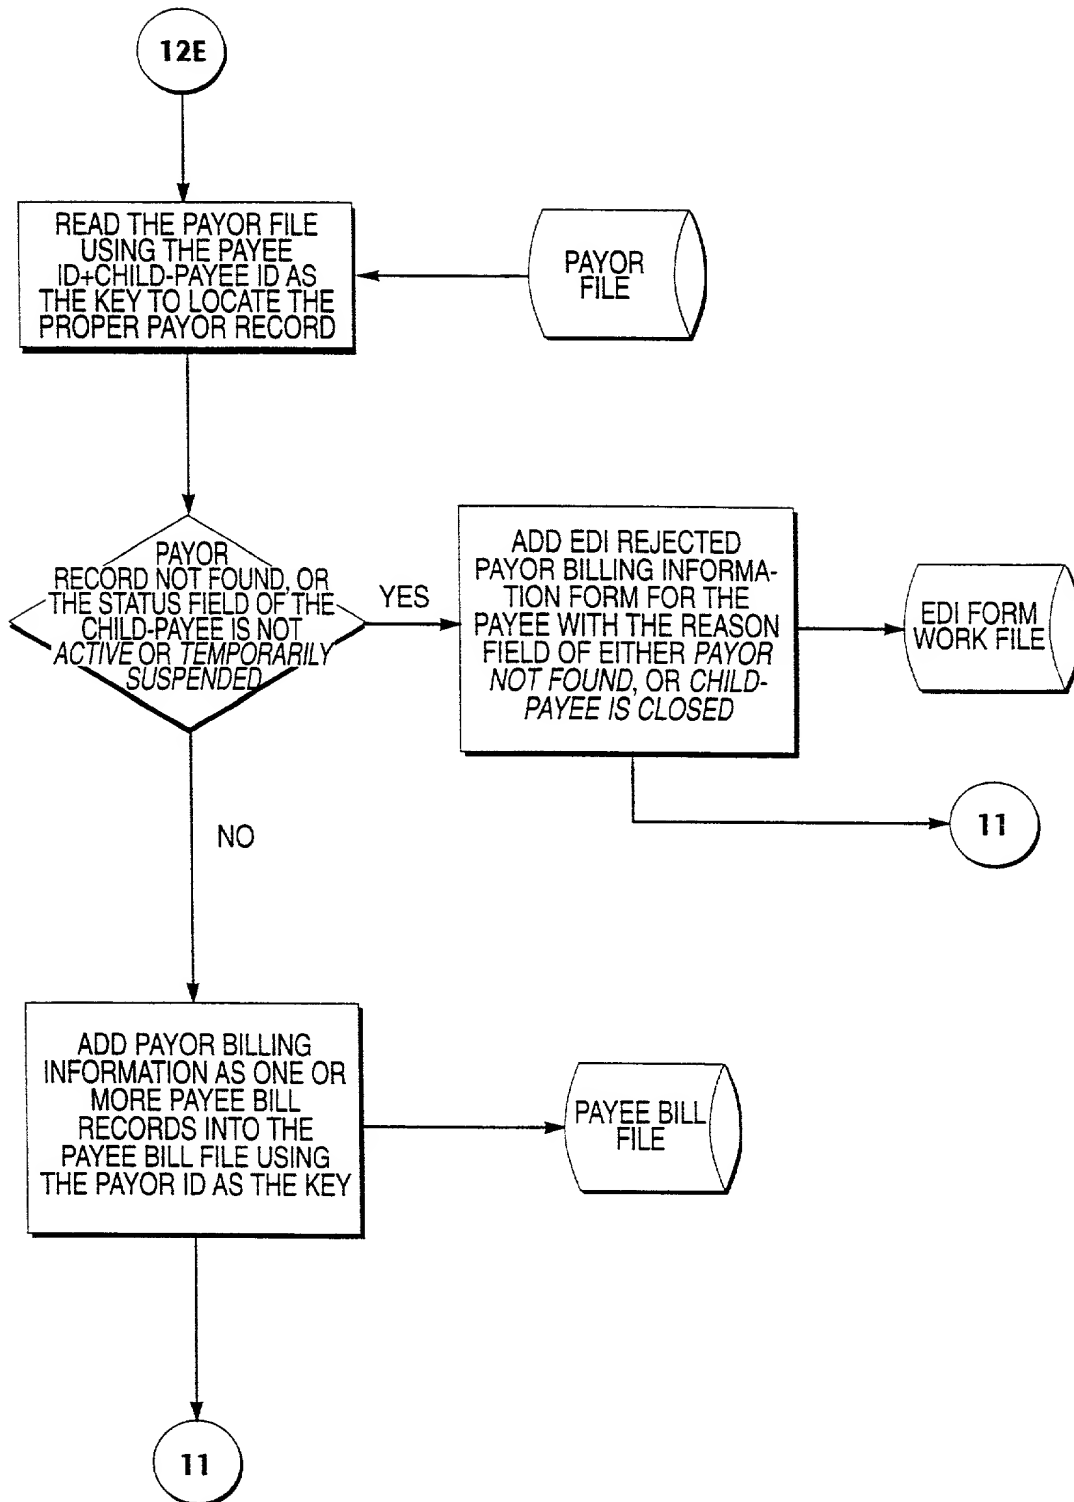 12E
READ THE PAYOR FILE
USING THE PAYEE
ID+CHILD-PAYEE ID AS
THE KEY TO LOCATE THE
PROPER PAYOR RECORD
PAYOR
FILE
PAYOR
RECORD NOT FOUND, OR
THE STATUS FIELD OF THE
CHILD-PAYEE IS NOT
ACTIVE OR TEMPORARILY
SUSPENDED
YES
ADD EDI REJECTED
PAYOR BILLING INFORMA-
TION FORM FOR THE
PAYEE WITH THE REASON
FIELD OF EITHER PAYOR
NOT FOUND, OR CHILD-
PAYEE IS CLOSED
EDI FORM
WORK FILE
11
NO
ADD PAYOR BILLING
INFORMATION AS ONE OR
MORE PAYEE BILL
RECORDS INTO THE
PAYEE BILL FILE USING
THE PAYOR ID AS THE KEY
PAYEE BILL
FILE
11